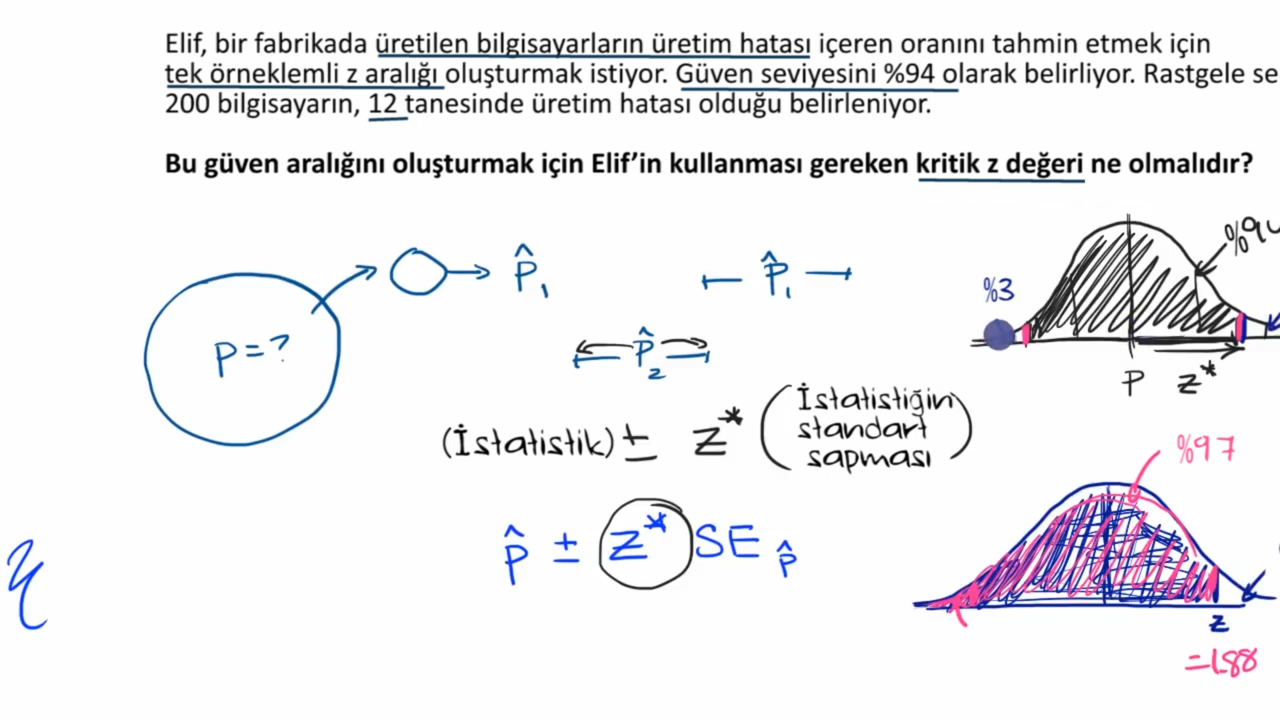 Elif, bir fabrikada üretilen bilgisayarların üretim hatası içeren oranını tahmin etmek için
tek örneklemli z aralığı oluşturmak istiyor. Güven seviyesini %94 olarak belirliyor. Rastgele se
200 bilgisayarın, 12 tanesinde üretim hatası olduğu belirleniyor.
Bu güven aralığını oluşturmak için Elif’in kullanması gereken kritik z değeri ne olmalıdır?
P=?
p̂₁
p̂₁
p̂₂
%3
P z*
(İstatistik) ± z* (İstatistiğin
standart
sapması)
%97
p̂ ± z* SE p̂
z
=1.88